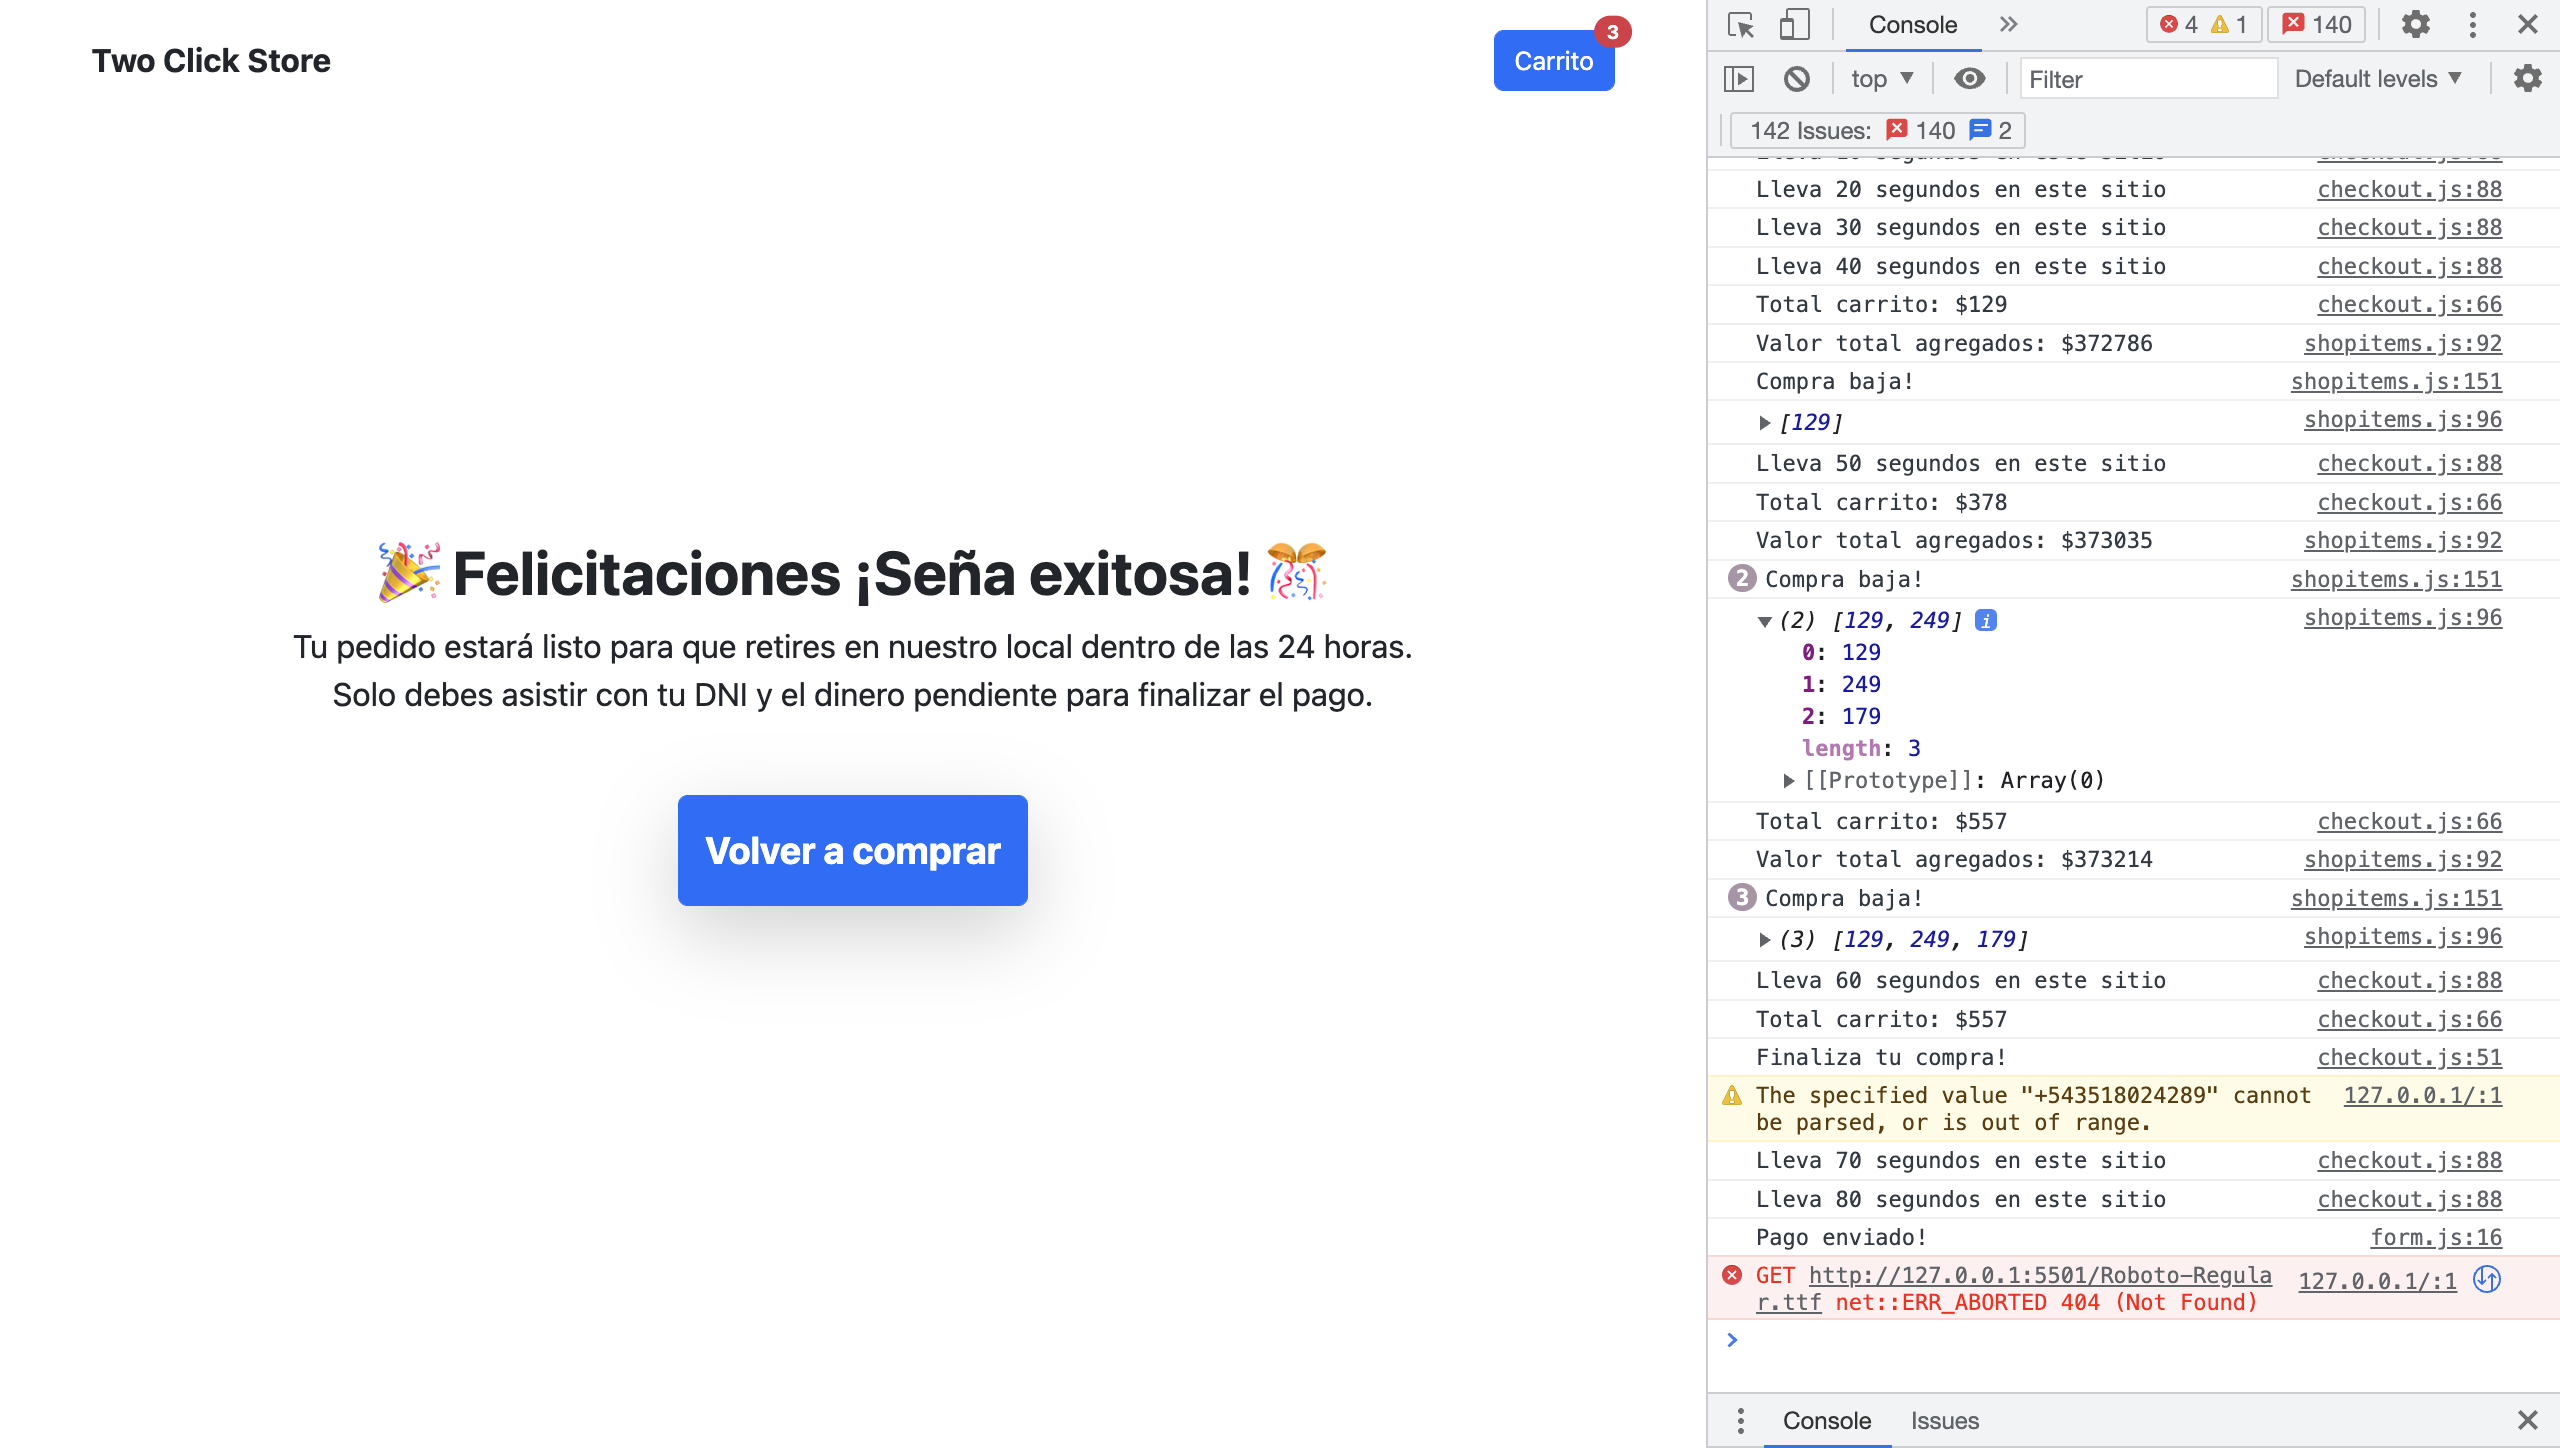 Two Click Store
Carrito
3
🎉 Felicitaciones ¡Seña exitosa! 🎊
Tu pedido estará listo para que retires en nuestro local dentro de las 24 horas.
Solo debes asistir con tu DNI y el dinero pendiente para finalizar el pago.
Volver a comprar
Console » 4 1 140
top ▼ Filter Default levels ▼
142 Issues: 140 2
Lleva 20 segundos en este sitio checkout.js:88
Lleva 30 segundos en este sitio checkout.js:88
Lleva 40 segundos en este sitio checkout.js:88
Total carrito: $129 checkout.js:66
Valor total agregados: $372786 shopitems.js:92
Compra baja! shopitems.js:151
▶ [129] shopitems.js:96
Lleva 50 segundos en este sitio checkout.js:88
Total carrito: $378 checkout.js:66
Valor total agregados: $373035 shopitems.js:92
2 Compra baja! shopitems.js:151
▼ (2) [129, 249] i shopitems.js:96
0: 129
1: 249
2: 179
length: 3
▶ [[Prototype]]: Array(0)
Total carrito: $557 checkout.js:66
Valor total agregados: $373214 shopitems.js:92
3 Compra baja! shopitems.js:151
▶ (3) [129, 249, 179] shopitems.js:96
Lleva 60 segundos en este sitio checkout.js:88
Total carrito: $557 checkout.js:66
Finaliza tu compra! checkout.js:51
The specified value "+543518024289" cannot 127.0.0.1/:1
be parsed, or is out of range.
Lleva 70 segundos en este sitio checkout.js:88
Lleva 80 segundos en este sitio checkout.js:88
Pago enviado! form.js:16
GET http://127.0.0.1:5501/Roboto-Regula 127.0.0.1/:1
r.ttf net::ERR_ABORTED 404 (Not Found)
>
Console Issues